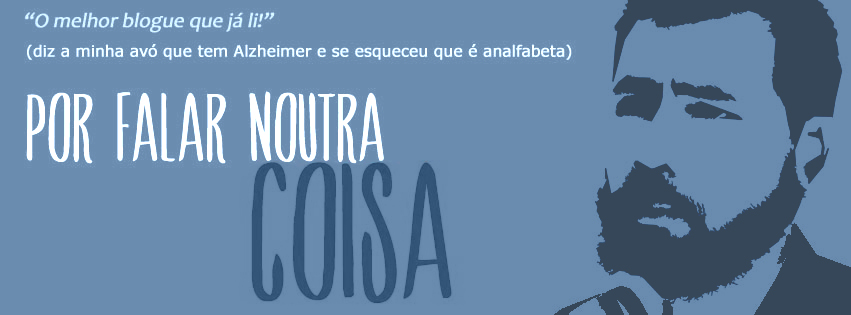 “O melhor blogue que já li!”
(diz a minha avó que tem Alzheimer e se esqueceu que é analfabeta)
POR FALAR NOUTRA
COISA